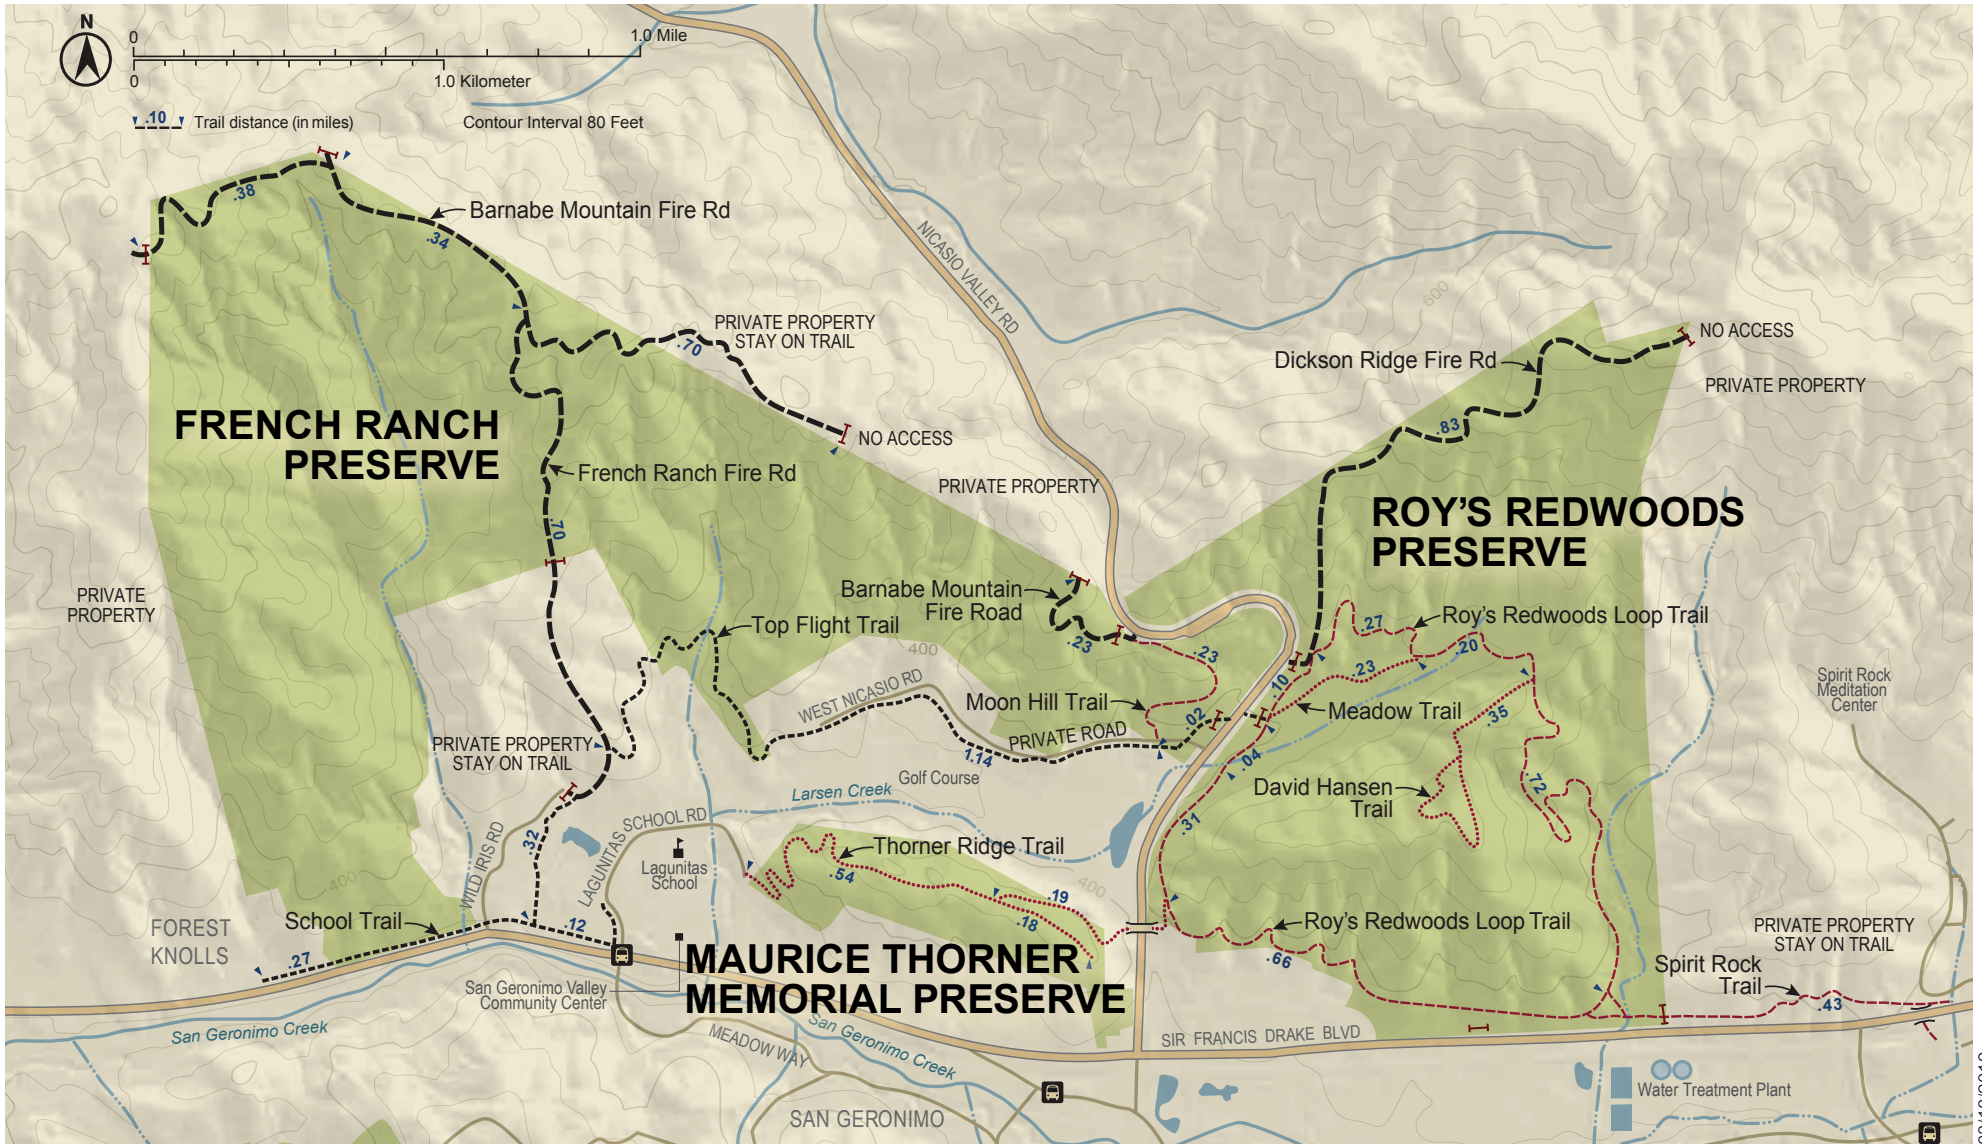 N
0
1.0 Mile
0
1.0 Kilometer
.10
Trail distance (in miles)
Contour Interval 80 Feet
.38
Barnabe Mountain Fire Rd
.34
NICASIO VALLEY RD
PRIVATE PROPERTY
STAY ON TRAIL
.70
NO ACCESS
600
NO ACCESS
Dickson Ridge Fire Rd
PRIVATE PROPERTY
.83
FRENCH RANCH
PRESERVE
French Ranch Fire Rd
.70
PRIVATE PROPERTY
ROY'S REDWOODS
PRESERVE
PRIVATE
PROPERTY
Barnabe Mountain
Fire Road
.23
Top Flight Trail
400
.23
.27
Roy's Redwoods Loop Trail
.20
.23
.10
Spirit Rock
Meditation
Center
WEST NICASIO RD
Moon Hill Trail
.02
Meadow Trail
.35
PRIVATE PROPERTY
STAY ON TRAIL
PRIVATE ROAD
1.14
.04
Golf Course
Larsen Creek
David Hansen
Trail
.72
.31
WILD IRIS RD
.32
LAGUNITAS SCHOOL RD
Lagunitas
School
Thorner Ridge Trail
.54
.19
.18
400
400
FOREST
KNOLLS
School Trail
.27
.12
Roy's Redwoods Loop Trail
.66
PRIVATE PROPERTY
STAY ON TRAIL
Spirit Rock
Trail
.43
MAURICE THORNER
MEMORIAL PRESERVE
San Geronimo Valley
Community Center
San Geronimo Creek
MEADOW WAY
San Geronimo Creek
SIR FRANCIS DRAKE BLVD
Water Treatment Plant
SAN GERONIMO